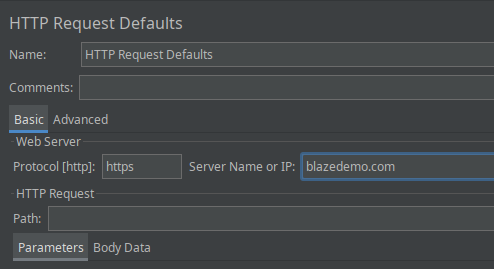 HTTP Request Defaults
Name: HTTP Request Defaults
Comments:
Basic Advanced
Web Server
Protocol [http]: https Server Name or IP: blazedemo.com
HTTP Request
Path:
Parameters Body Data